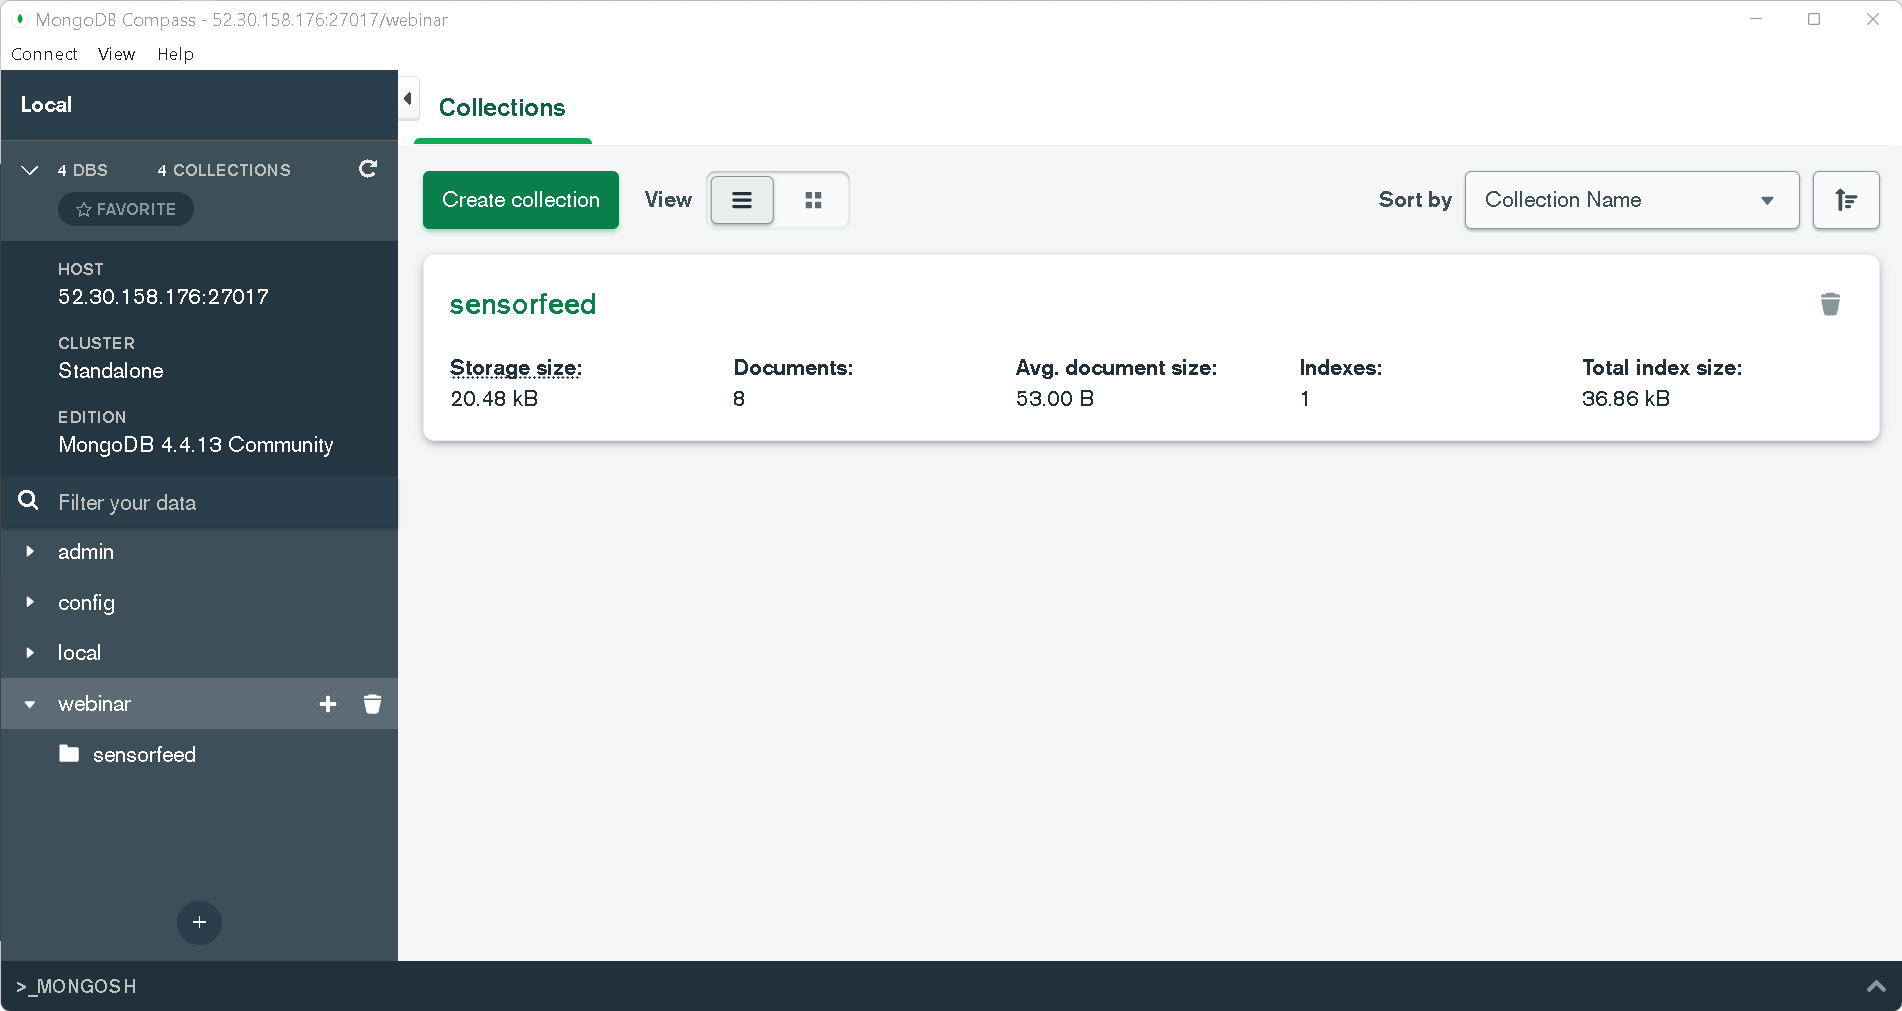 MongoDB Compass - 52.30.158.176:27017/webinar
Connect View Help
Local
4 DBS 4 COLLECTIONS
FAVORITE
HOST
52.30.158.176:27017
CLUSTER
Standalone
EDITION
MongoDB 4.4.13 Community
Filter your data
admin
config
local
webinar
sensorfeed
Collections
Create collection View Sort by Collection Name
sensorfeed
Storage size: Documents: Avg. document size: Indexes: Total index size:
20.48 kB 8 53.00 B 1 36.86 kB
>_MONGOSH